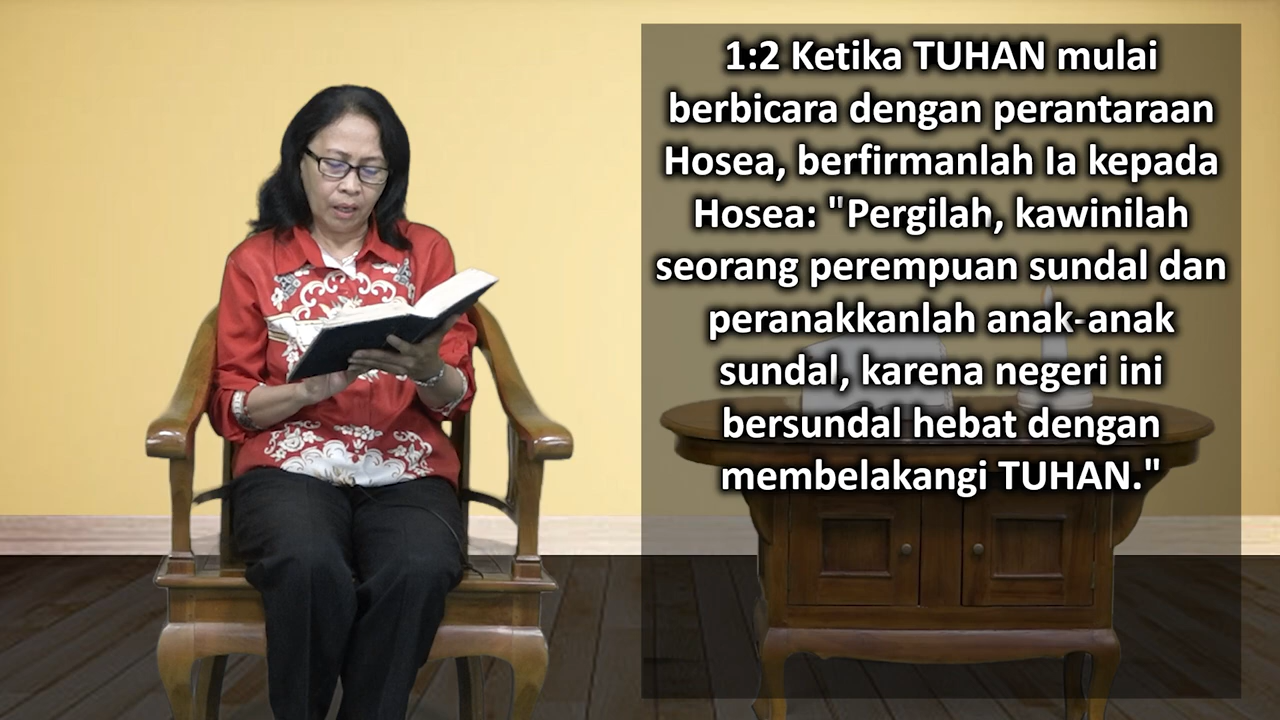 1:2 Ketika TUHAN mulai
berbicara dengan perantaraan
Hosea, berfirmanlah Ia kepada
Hosea: "Pergilah, kawinilah
seorang perempuan sundal dan
peranakkanlah anak-anak
sundal, karena negeri ini
bersundal hebat dengan
membelakangi TUHAN."